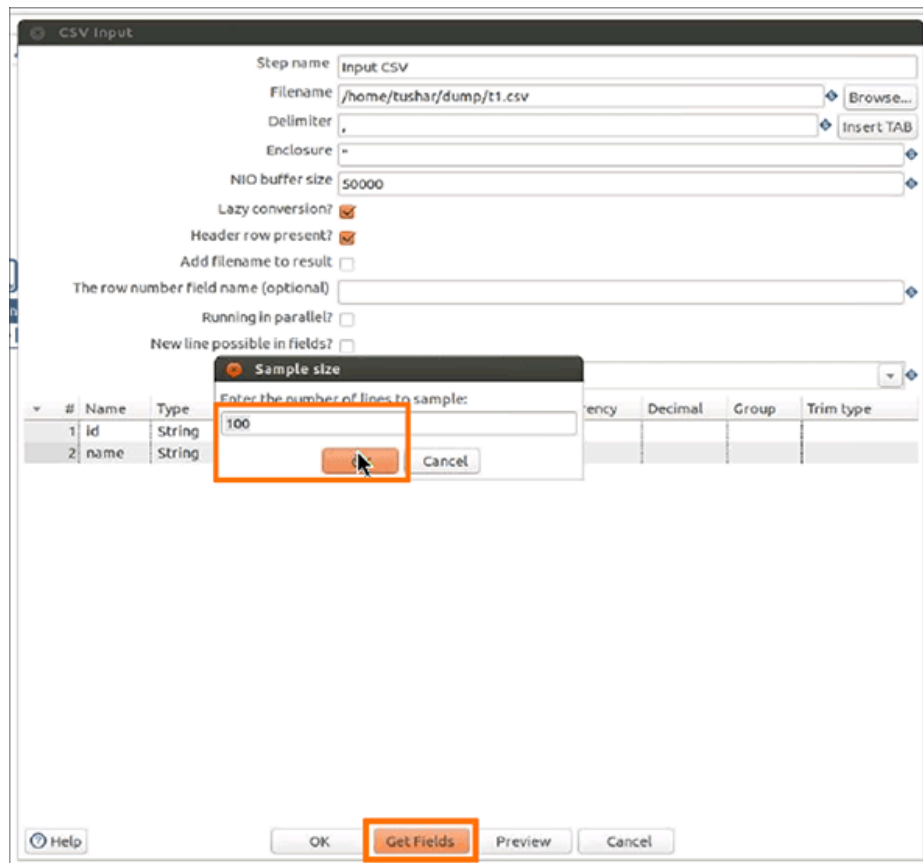 CSV Input
Step name Input CSV
Filename /home/tushar/dump/t1.csv Browse...
Delimiter , Insert TAB
Enclosure "
NIO buffer size 50000
Lazy conversion?
Header row present?
Add filename to result
The row number field name (optional)
Running in parallel?
New line possible in fields?
Sample size
Enter the number of lines to sample:
100
Cancel
# Name Type Decimal Group Trim type
1 id String
2 name String
Help OK Get Fields Preview Cancel